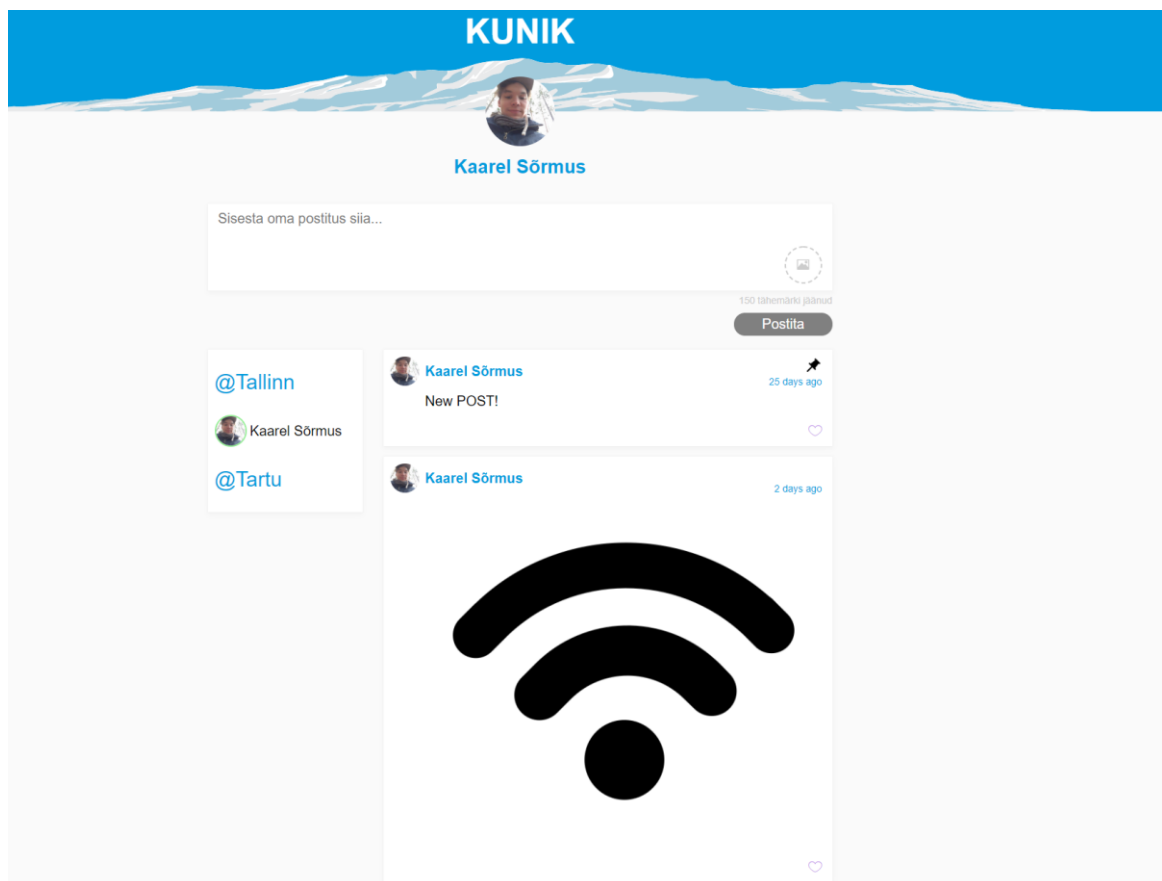 KUNIK
Kaarel Sõrmus
Sisesta oma postitus siia...
150 tähemärki jäänud
Postita
@Tallinn
Kaarel Sõrmus
@Tartu
Kaarel Sõrmus
25 days ago
New POST!
Kaarel Sõrmus
2 days ago